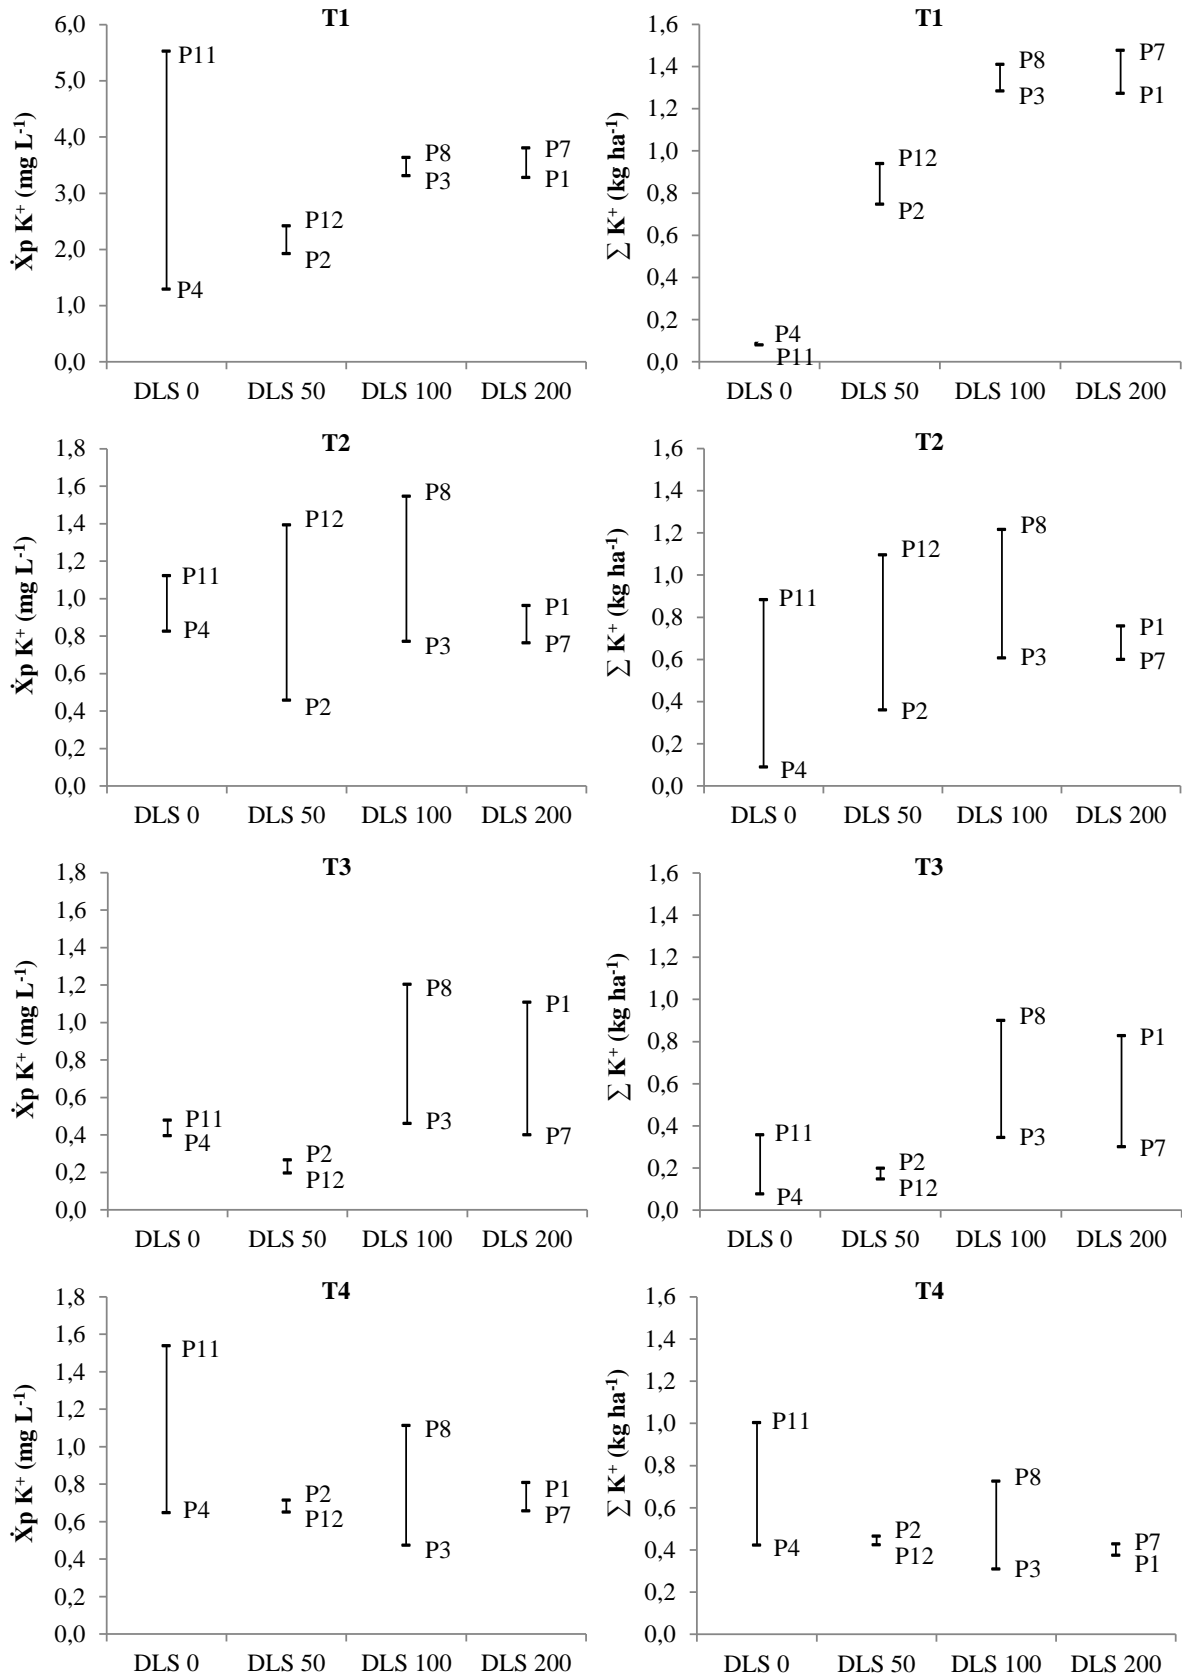 T1
Ẋp K⁺ (mg L⁻¹)
6,0
5,0
4,0
3,0
2,0
1,0
0,0
P11
P4
P12
P2
P8
P3
P7
P1
DLS 0 DLS 50 DLS 100 DLS 200
T1
∑ K⁺ (kg ha⁻¹)
1,6
1,4
1,2
1,0
0,8
0,6
0,4
0,2
0,0
P4
P11
P12
P2
P8
P3
P7
P1
DLS 0 DLS 50 DLS 100 DLS 200
T2
Ẋp K⁺ (mg L⁻¹)
1,8
1,6
1,4
1,2
1,0
0,8
0,6
0,4
0,2
0,0
P11
P4
P12
P2
P8
P3
P1
P7
DLS 0 DLS 50 DLS 100 DLS 200
T2
∑ K⁺ (kg ha⁻¹)
1,6
1,4
1,2
1,0
0,8
0,6
0,4
0,2
0,0
P11
P4
P12
P2
P8
P3
P1
P7
DLS 0 DLS 50 DLS 100 DLS 200
T3
Ẋp K⁺ (mg L⁻¹)
1,8
1,6
1,4
1,2
1,0
0,8
0,6
0,4
0,2
0,0
P11
P4
P2
P12
P8
P3
P1
P7
DLS 0 DLS 50 DLS 100 DLS 200
T3
∑ K⁺ (kg ha⁻¹)
1,6
1,4
1,2
1,0
0,8
0,6
0,4
0,2
0,0
P11
P4
P2
P12
P8
P3
P1
P7
DLS 0 DLS 50 DLS 100 DLS 200
T4
Ẋp K⁺ (mg L⁻¹)
1,8
1,6
1,4
1,2
1,0
0,8
0,6
0,4
0,2
0,0
P11
P4
P2
P12
P8
P3
P1
P7
DLS 0 DLS 50 DLS 100 DLS 200
T4
∑ K⁺ (kg ha⁻¹)
1,6
1,4
1,2
1,0
0,8
0,6
0,4
0,2
0,0
P11
P4
P2
P12
P8
P3
P7
P1
DLS 0 DLS 50 DLS 100 DLS 200